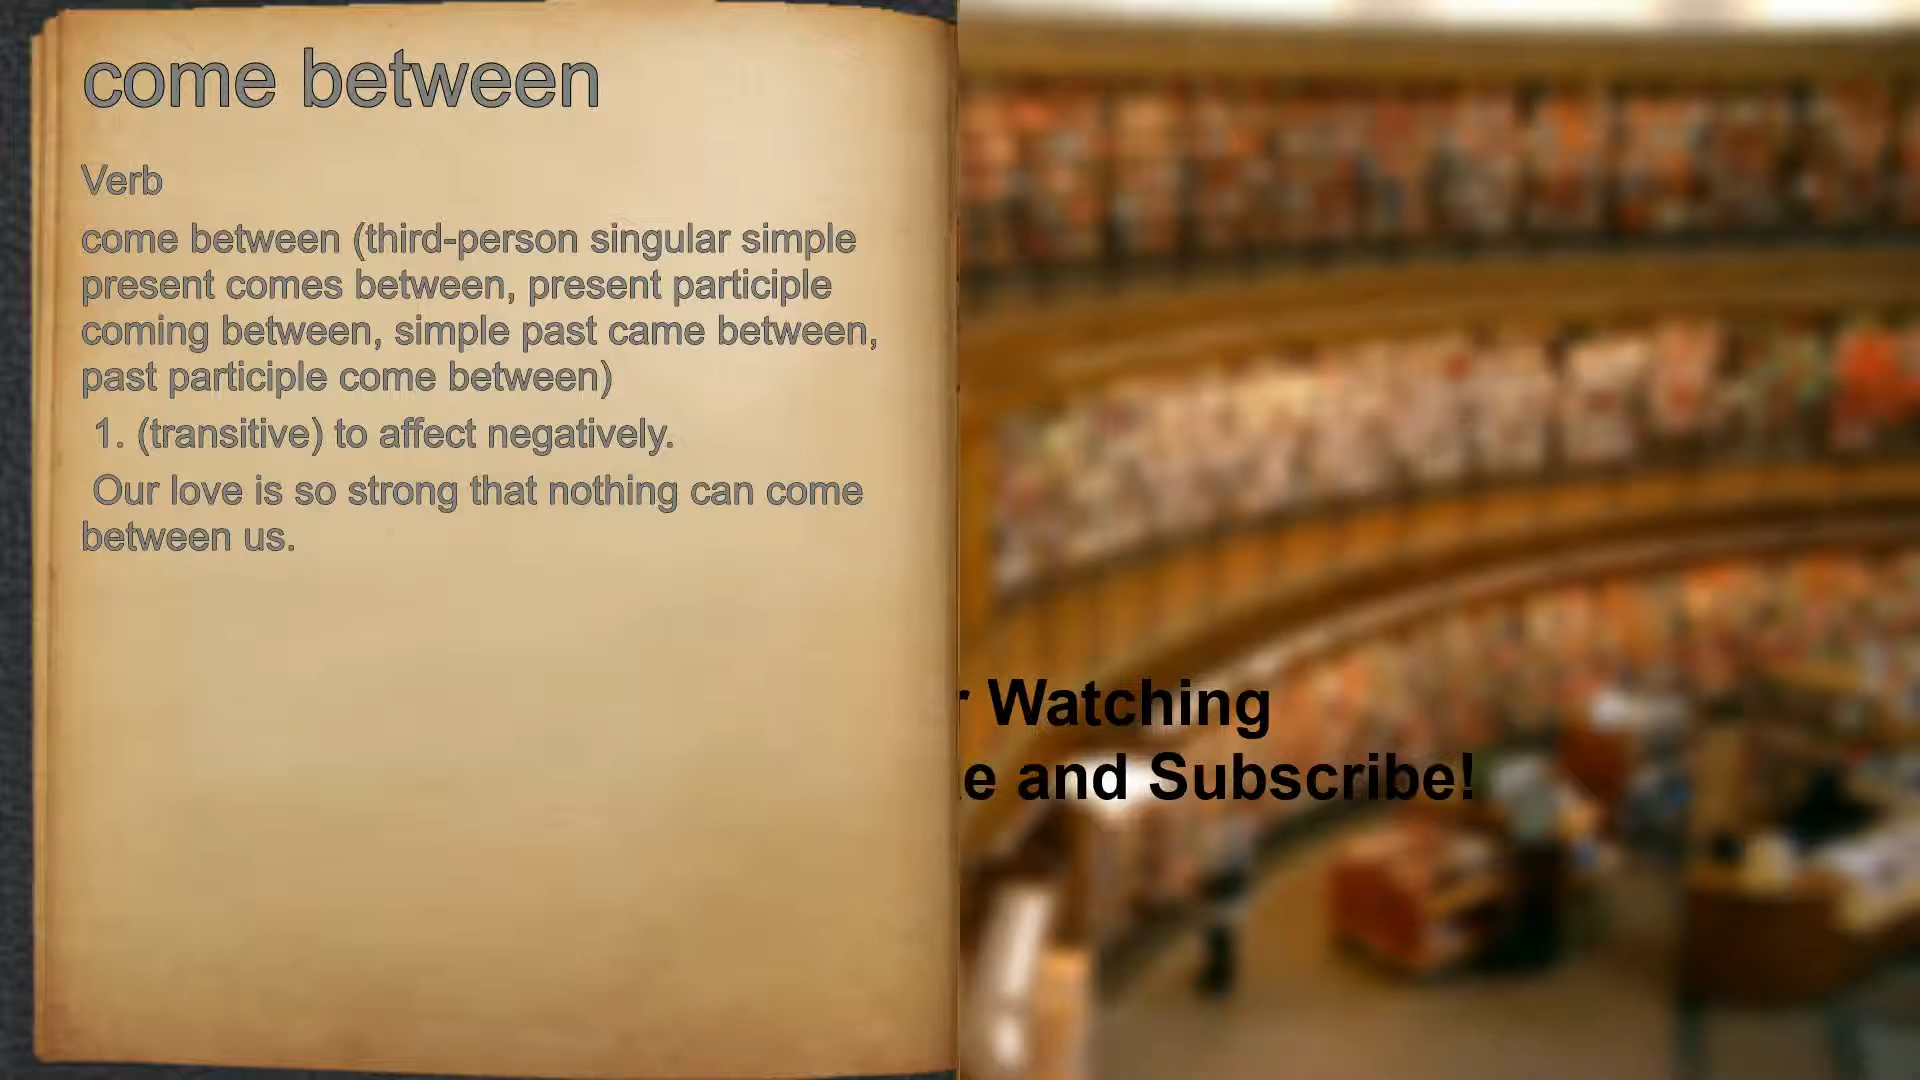 come between
Verb
come between (third-person singular simple
present comes between, present participle
coming between, simple past came between,
past participle come between)
1. (transitive) to affect negatively.
Our love is so strong that nothing can come
between us.
Watching
and Subscribe!